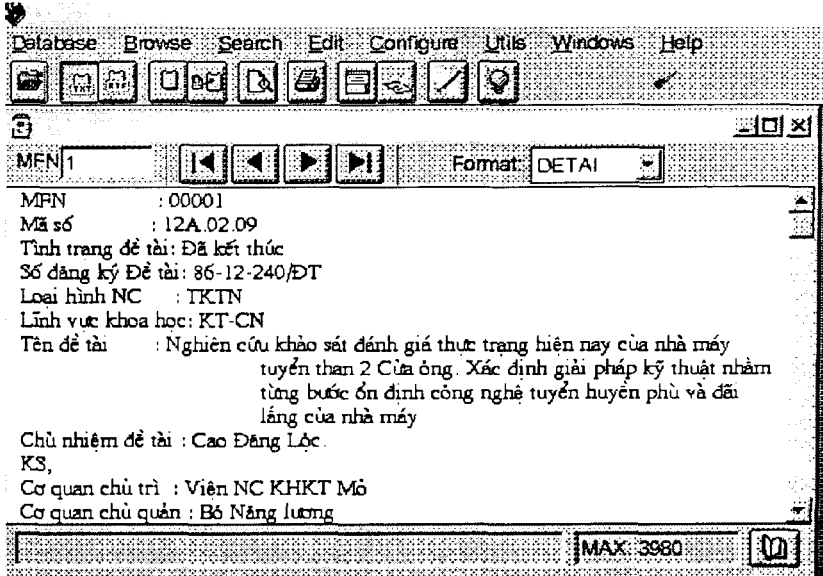 Database Browse Search Edit Configure Utils Windows Help
MFN 1 Format: DETAI
MFN : 00001
Mã số : 12A.02.09
Tình trạng đề tài: Đã kết thúc
Số đăng ký Đề tài: 86-12-240/ĐT
Loại hình NC : TKTN
Lĩnh vực khoa học: KT-CN
Tên đề tài : Nghiên cứu khảo sát đánh giá thực trạng hiện nay của nhà máy
tuyển than 2 Cửa ông. Xác định giải pháp kỹ thuật nhằm
từng bước ổn định công nghệ tuyển huyền phù và đãi
lắng của nhà máy
Chủ nhiệm đề tài : Cao Đăng Lộc.
KS,
Cơ quan chủ trì : Viện NC KHKT Mỏ
Cơ quan chủ quản : Bộ Năng lượng
MAX: 3980